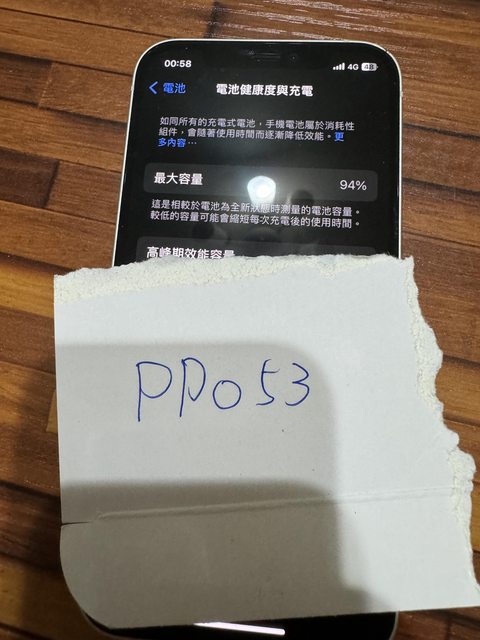 00:58 4G 48
電池 電池健康度與充電
如同所有的充電式電池，手機電池屬於消耗性
組件，會隨著使用時間而逐漸降低效能。更
多內容⋯
最大容量 94%
這是相較於電池為全新狀態時測量的電池容量。
較低的容量可能會縮短每次充電後的使用時間。
高峰期效能容量
PPo53